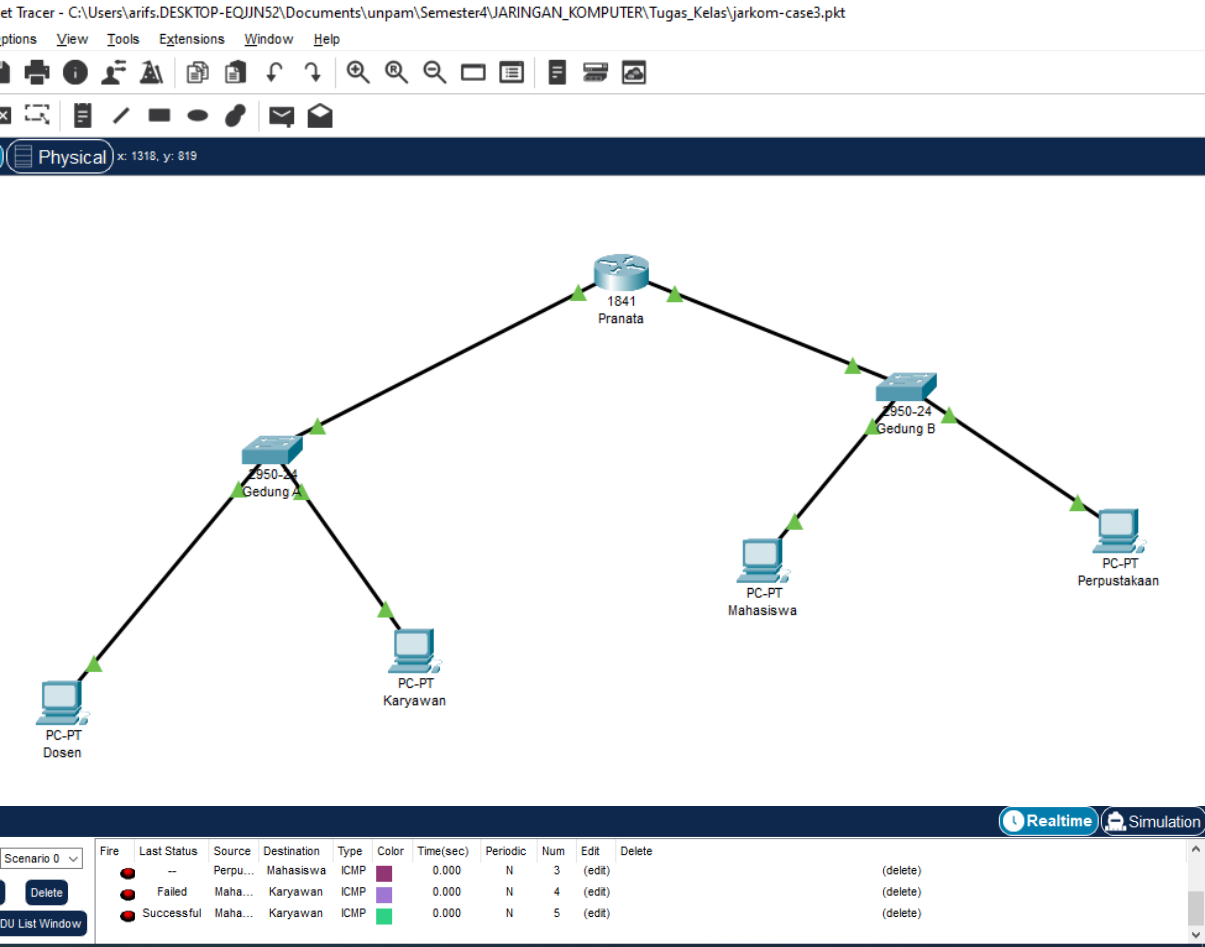 et Tracer - C:\Users\arifs.DESKTOP-EQJJN52\Documents\unpam\Semester4\JARINGAN_KOMPUTER\Tugas_Kelas\jarkom-case3.pkt
ptions View Tools Extensions Window Help
Physical x: 1318, y: 819
1841
Pranata
2950-24
Gedung B
2950-24
Gedung A
PC-PT
Perpustakaan
PC-PT
Mahasiswa
PC-PT
Karyawan
PC-PT
Dosen
Realtime Simulation
Scenario 0
Delete
DU List Window
Fire Last Status Source Destination Type Color Time(sec) Periodic Num Edit Delete
-- Perpu... Mahasiswa ICMP 0.000 N 3 (edit) (delete)
Failed Maha... Karyawan ICMP 0.000 N 4 (edit) (delete)
Successful Maha... Karyawan ICMP 0.000 N 5 (edit) (delete)